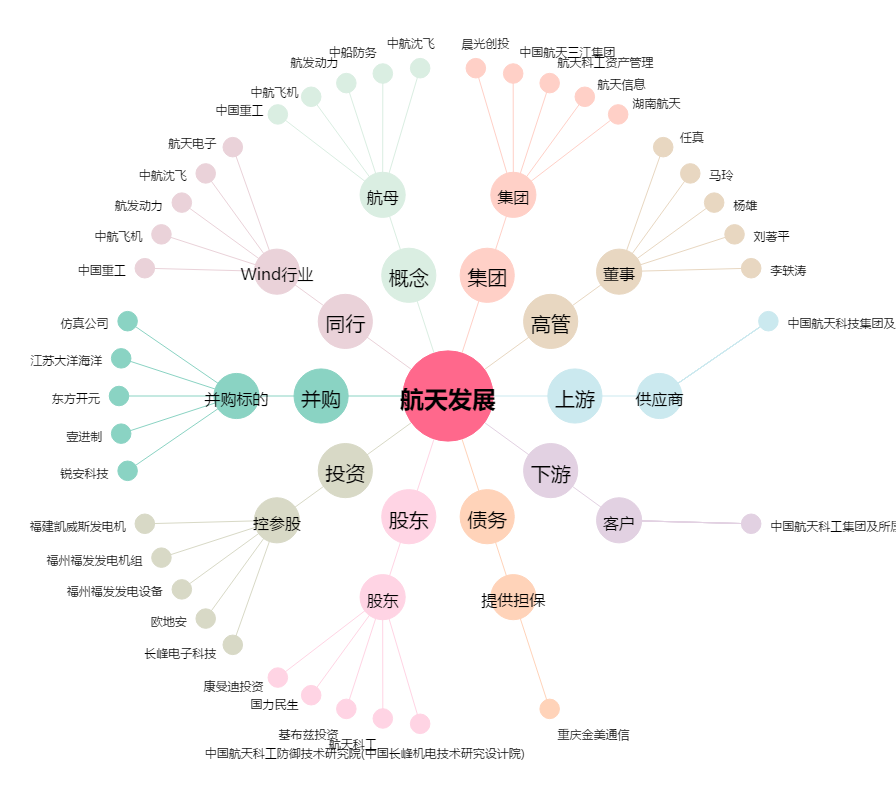 中航沈飞
中船防务
航发动力
中航飞机
中国重工
晨光创投
中国航天三江集团
航天科工资产管理
航天信息
湖南航天
航母
集团
概念
集团
航天电子
中航沈飞
航发动力
中航飞机
中国重工
Wind行业
同行
任真
马玲
杨雄
刘著平
李轶涛
董事
高管
仿真公司
江苏大洋海洋
东方开元
壹进制
锐安科技
并购标的
并购
航天发展
上游
供应商
中国航天科技集团及
投资
控参股
福建凯威斯发电机
福州福发发电机组
福州福发发电设备
欧地安
长峰电子科技
下游
客户
中国航天科工集团及所属
股东
股东
康曼迪投资
国力民生
基布兹投资
航天科工
中国航天科工防御技术研究院(中国长峰机电技术研究设计院)
债务
提供担保
重庆金美通信